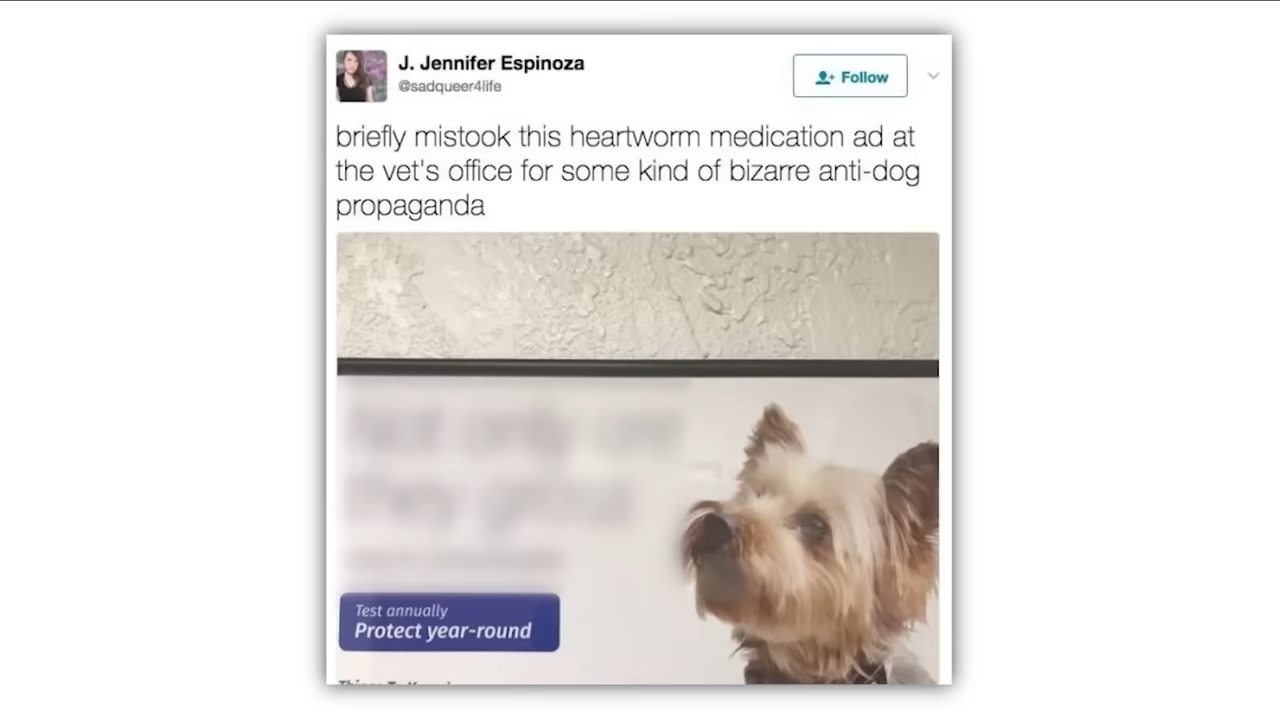 J. Jennifer Espinoza
@sadqueer4life
Follow
briefly mistook this heartworm medication ad at
the vet's office for some kind of bizarre anti-dog
propaganda
Test annually
Protect year-round